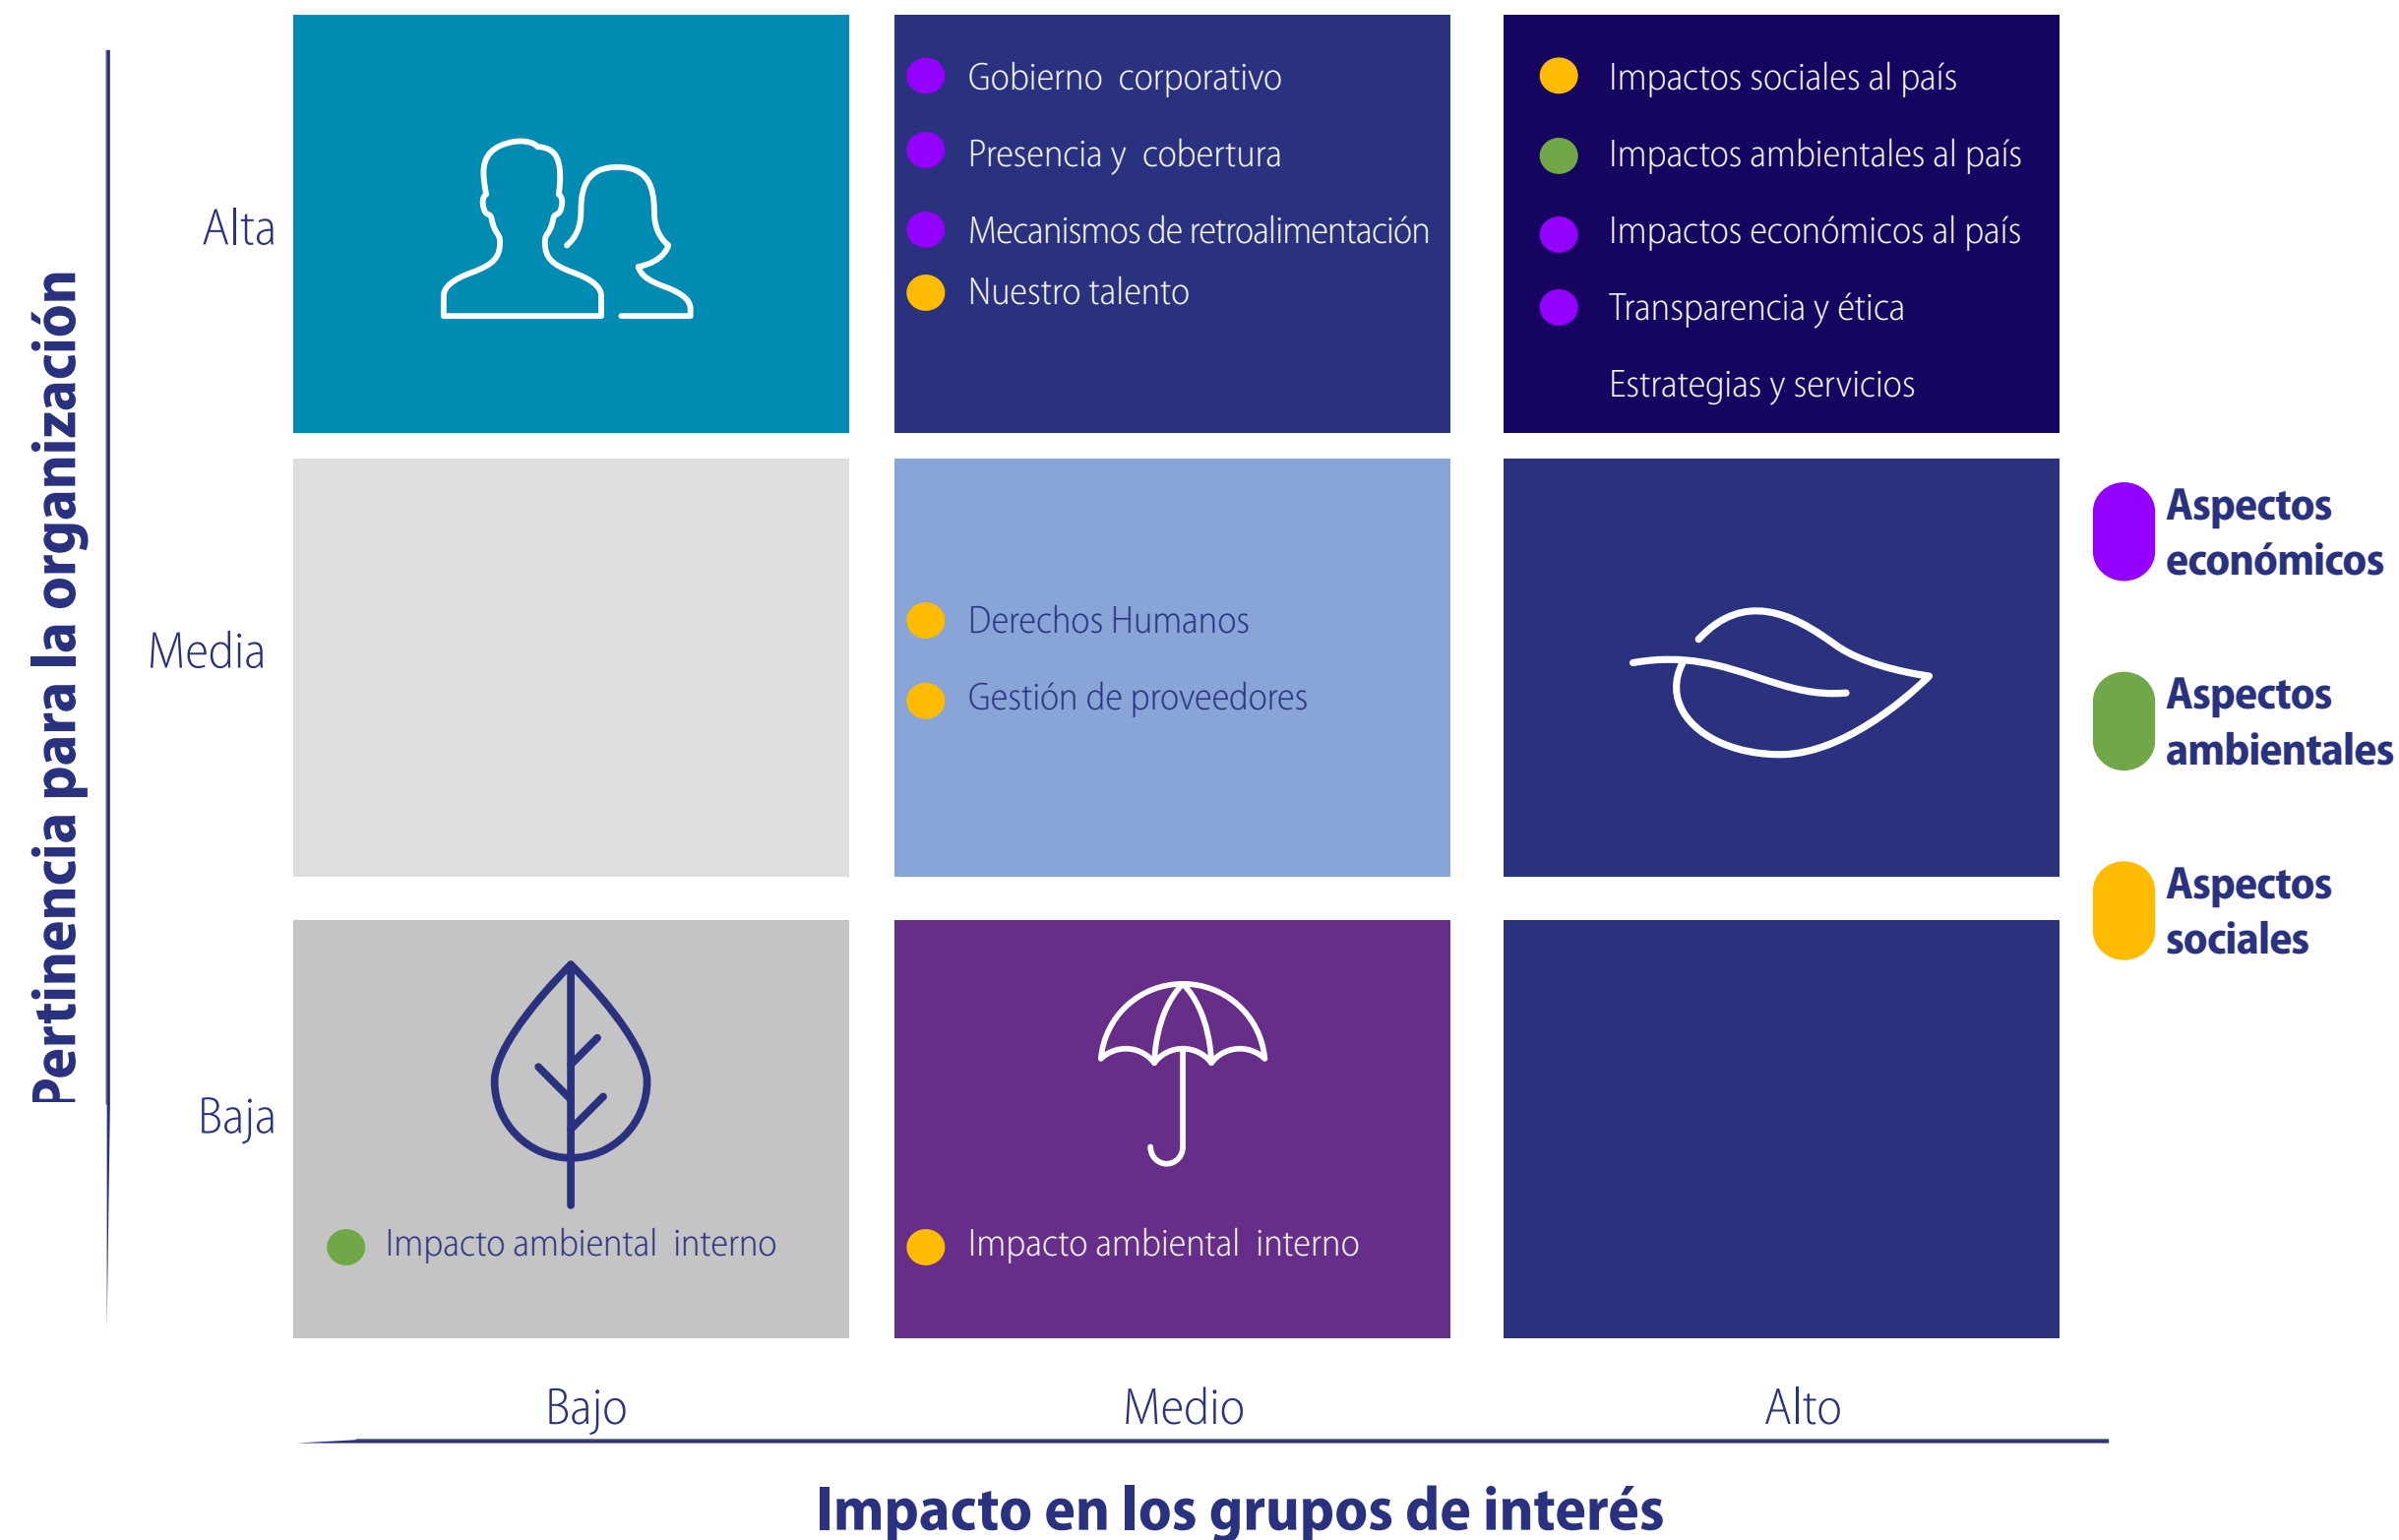 Pertinencia para la organización
Alta
Gobierno corporativo
Presencia y cobertura
Mecanismos de retroalimentación
Nuestro talento
Impactos sociales al país
Impactos ambientales al país
Impactos económicos al país
Transparencia y ética
Estrategias y servicios
Media
Derechos Humanos
Gestión de proveedores
Aspectos
económicos
Aspectos
ambientales
Aspectos
sociales
Baja
Impacto ambiental interno
Impacto ambiental interno
Bajo
Medio
Alto
Impacto en los grupos de interés